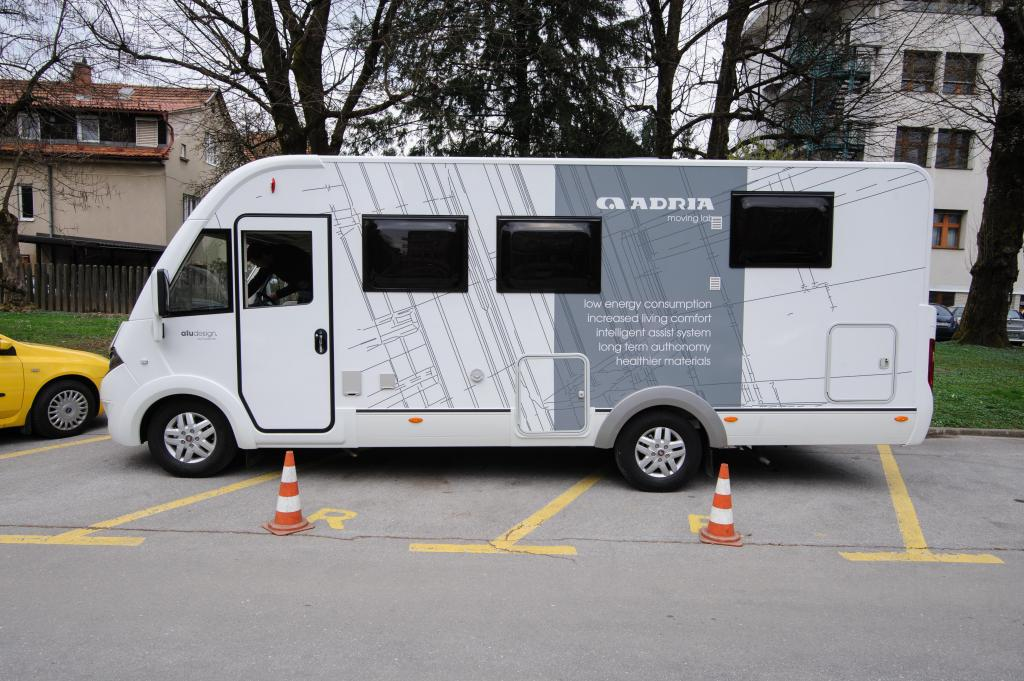 ADRIA
moving lab
low energy consumption
increased living comfort
intelligent assist system
long term authonomy
healthier materials
aludesign.
R